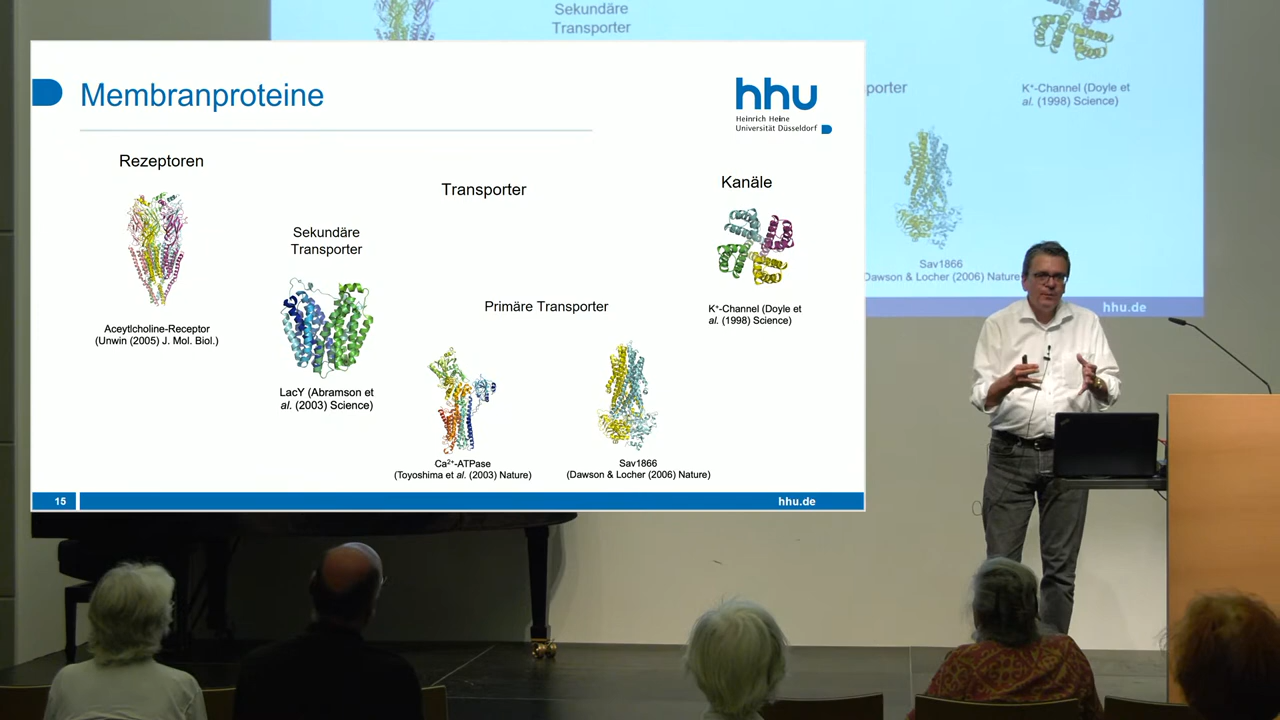 Membranproteine
hhu
Heinrich Heine
Universität Düsseldorf
Rezeptoren
Aceytlcholine-Receptor
(Unwin (2005) J. Mol. Biol.)
Sekundäre
Transporter
LacY (Abramson et
al. (2003) Science)
Transporter
Primäre Transporter
Ca²⁺-ATPase
(Toyoshima et al. (2003) Nature)
Sav1866
(Dawson & Locher (2006) Nature)
Kanäle
K⁺-Channel (Doyle et
al. (1998) Science)
15
hhu.de
Sekundäre
Transporter
porter
K⁺-Channel (Doyle et
al. (1998) Science)
Sav1866
Dawson & Locher (2006) Nature
hhu.de